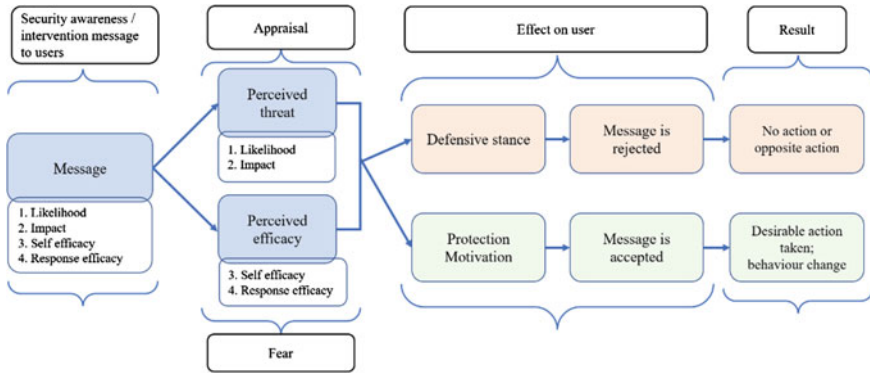 Security awareness /
intervention message
to users
Appraisal
Effect on user
Result
Message
1. Likelihood
2. Impact
3. Self efficacy
4. Response efficacy
Perceived
threat
1. Likelihood
2. Impact
Perceived
efficacy
3. Self efficacy
4. Response efficacy
Fear
Defensive stance
Message is
rejected
No action or
opposite action
Protection
Motivation
Message is
accepted
Desirable action
taken;
behaviour change